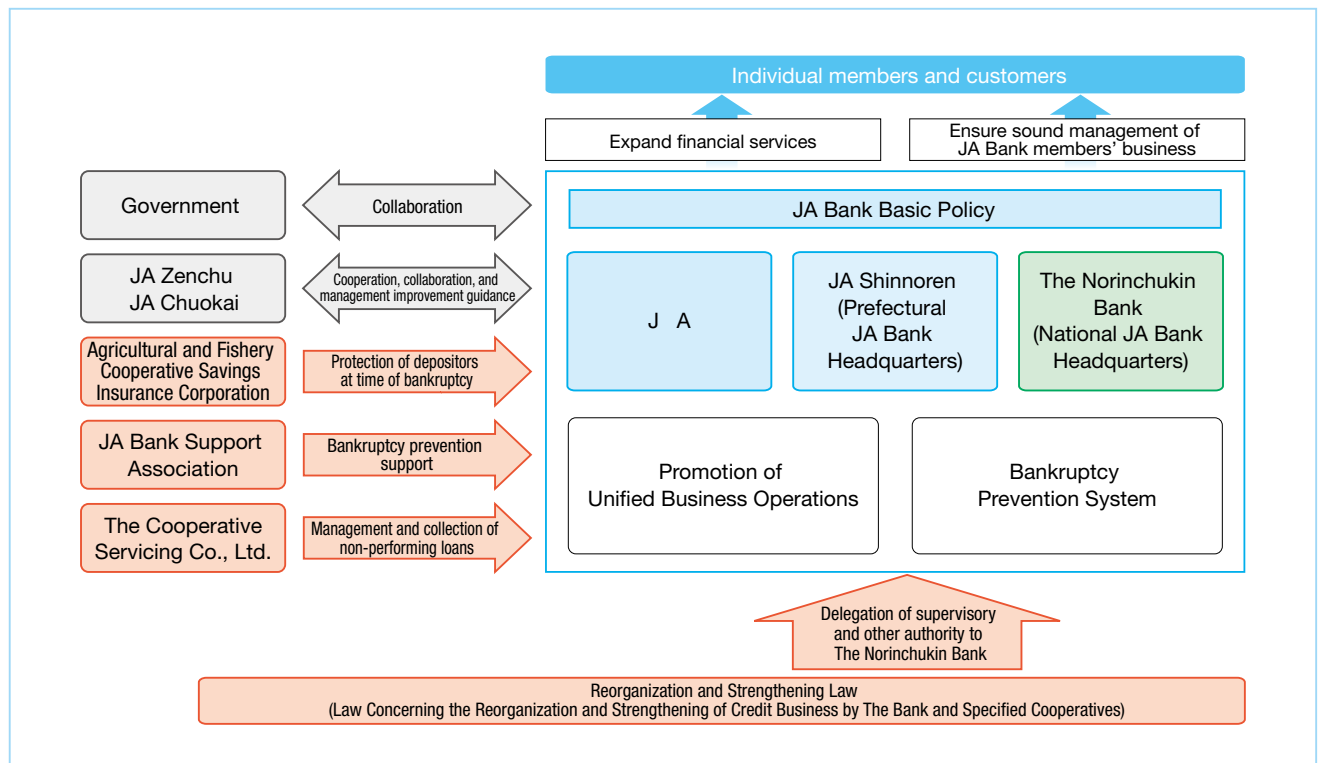 Individual members and customers
Expand financial services
Ensure sound management of
JA Bank members' business
Government
Collaboration
JA Bank Basic Policy
JA Zenchu
JA Chuokai
Cooperation, collaboration, and
management improvement guidance
J A
JA Shinnoren
(Prefectural
JA Bank
Headquarters)
The Norinchukin
Bank
(National JA Bank
Headquarters)
Agricultural and Fishery
Cooperative Savings
Insurance Corporation
Protection of depositors
at time of bankruptcy
JA Bank Support
Association
Bankruptcy prevention
support
Promotion of
Unified Business Operations
Bankruptcy
Prevention System
The Cooperative
Servicing Co., Ltd.
Management and collection of
non-performing loans
Delegation of supervisory
and other authority to
The Norinchukin Bank
Reorganization and Strengthening Law
(Law Concerning the Reorganization and Strengthening of Credit Business by The Bank and Specified Cooperatives)